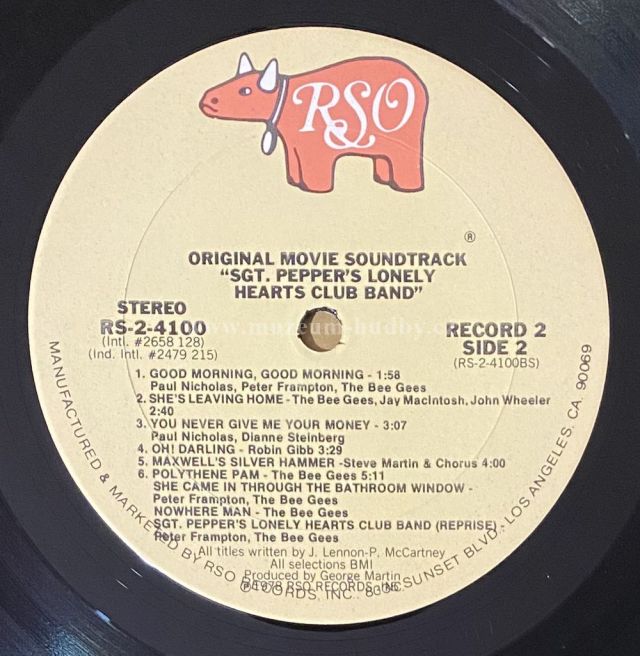 RSO
®
ORIGINAL MOVIE SOUNDTRACK
"SGT. PEPPER'S LONELY
HEARTS CLUB BAND"
STEREO
RS-2-4100
(Intl. #2658 128)
(Ind. Intl. #2479 215)
RECORD 2
SIDE 2
(RS-2-4100BS)
1. GOOD MORNING, GOOD MORNING - 1:58
Paul Nicholas, Peter Frampton, The Bee Gees
2. SHE'S LEAVING HOME - The Bee Gees, Jay MacIntosh, John Wheeler
2:40
3. YOU NEVER GIVE ME YOUR MONEY - 3:07
Paul Nicholas, Dianne Steinberg
4. OH! DARLING - Robin Gibb 3:29
5. MAXWELL'S SILVER HAMMER -Steve Martin & Chorus 4:00
6. POLYTHENE PAM - The Bee Gees 5:11
SHE CAME IN THROUGH THE BATHROOM WINDOW -
Peter Frampton, The Bee Gees
NOWHERE MAN - The Bee Gees
SGT. PEPPER'S LONELY HEARTS CLUB BAND (REPRISE) -
Peter Frampton, The Bee Gees
All titles written by J. Lennon-P. McCartney
All selections BMI
Produced by George Martin
℗ 1978 RSO RECORDS, INC.
MANUFACTURED & MARKETED BY RSO RECORDS, INC., SUNSET BLVD., LOS ANGELES, CA. 90069